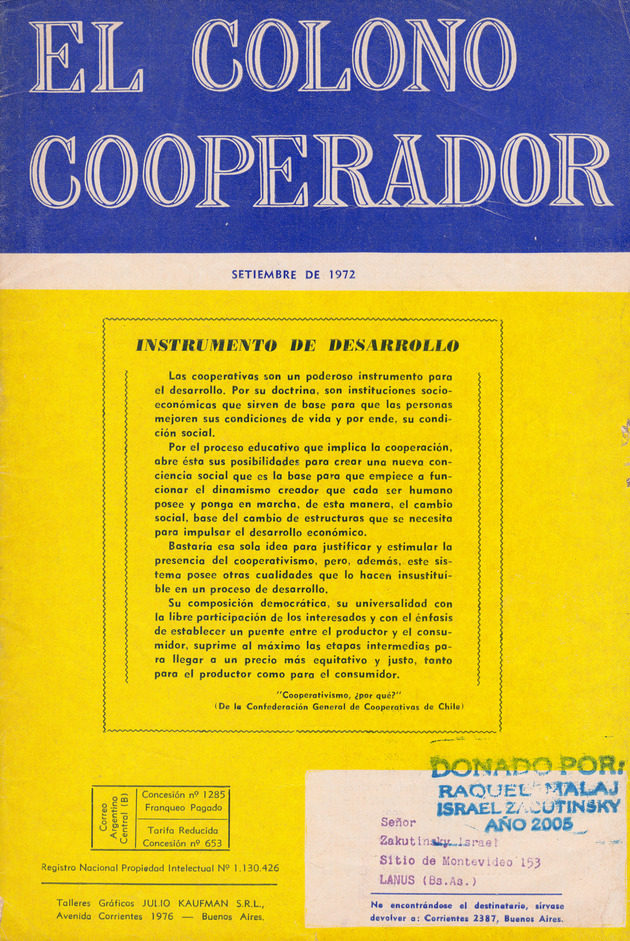 EL COLONO
COOPERADOR
SETIEMBRE DE 1972
INSTRUMENTO DE DESARROLLO
Las cooperativas son un poderoso instrumento para
el desarrollo. Por su doctrina, son instituciones socio-
económicas que sirven de base para que las personas
mejoren sus condiciones de vida y por ende, su condi-
ción social.
Por el proceso educativo que implica la cooperación,
abre ésta sus posibilidades para crear una nueva con-
ciencia social que es la base para que empiece a fun-
cionar el dinamismo creador que cada ser humano
posee y ponga en marcha, de esta manera, el cambio
social, base del cambio de estructuras que se necesita
para impulsar el desarrollo económico.
Bastaría esa sola idea para justificar y estimular la
presencia del cooperativismo, pero, además, este sis-
tema posee otras cualidades que lo hacen insustituí-
ble en un proceso de desarrollo.
Su composición democrática, su universalidad con
la libre participación de los interesados y con el énfasis
de establecer un puente entre el productor y el consu-
midor, suprime al máximo las etapas intermedias pa-
ra llegar a un precio más equitativo y justo, tanto
para el productor como para el consumidor.
"Cooperativismo, ¿por qué?"
(De la Confederación General de Cooperativas de Chile)
Correo
Argentino
Central (B)
Concesión nº 1285
Franqueo Pagado
Tarifa Reducida
Concesión nº 653
Registro Nacional Propiedad Intelectual Nº 1.130.426
Talleres Gráficos JULIO KAUFMAN S.R.L.,
Avenida Corrientes 1976 — Buenos Aires.
DONADO POR:
RAQUEL MALAJ
ISRAEL ZACUTINSKY
AÑO 2005
Señor
Zakutinsky Israel
Sitio de Montevideo 153
LANUS (Bs.As.)
No encontrándose el destinatario, sírvase
devolver a: Corrientes 2387, Buenos Aires.